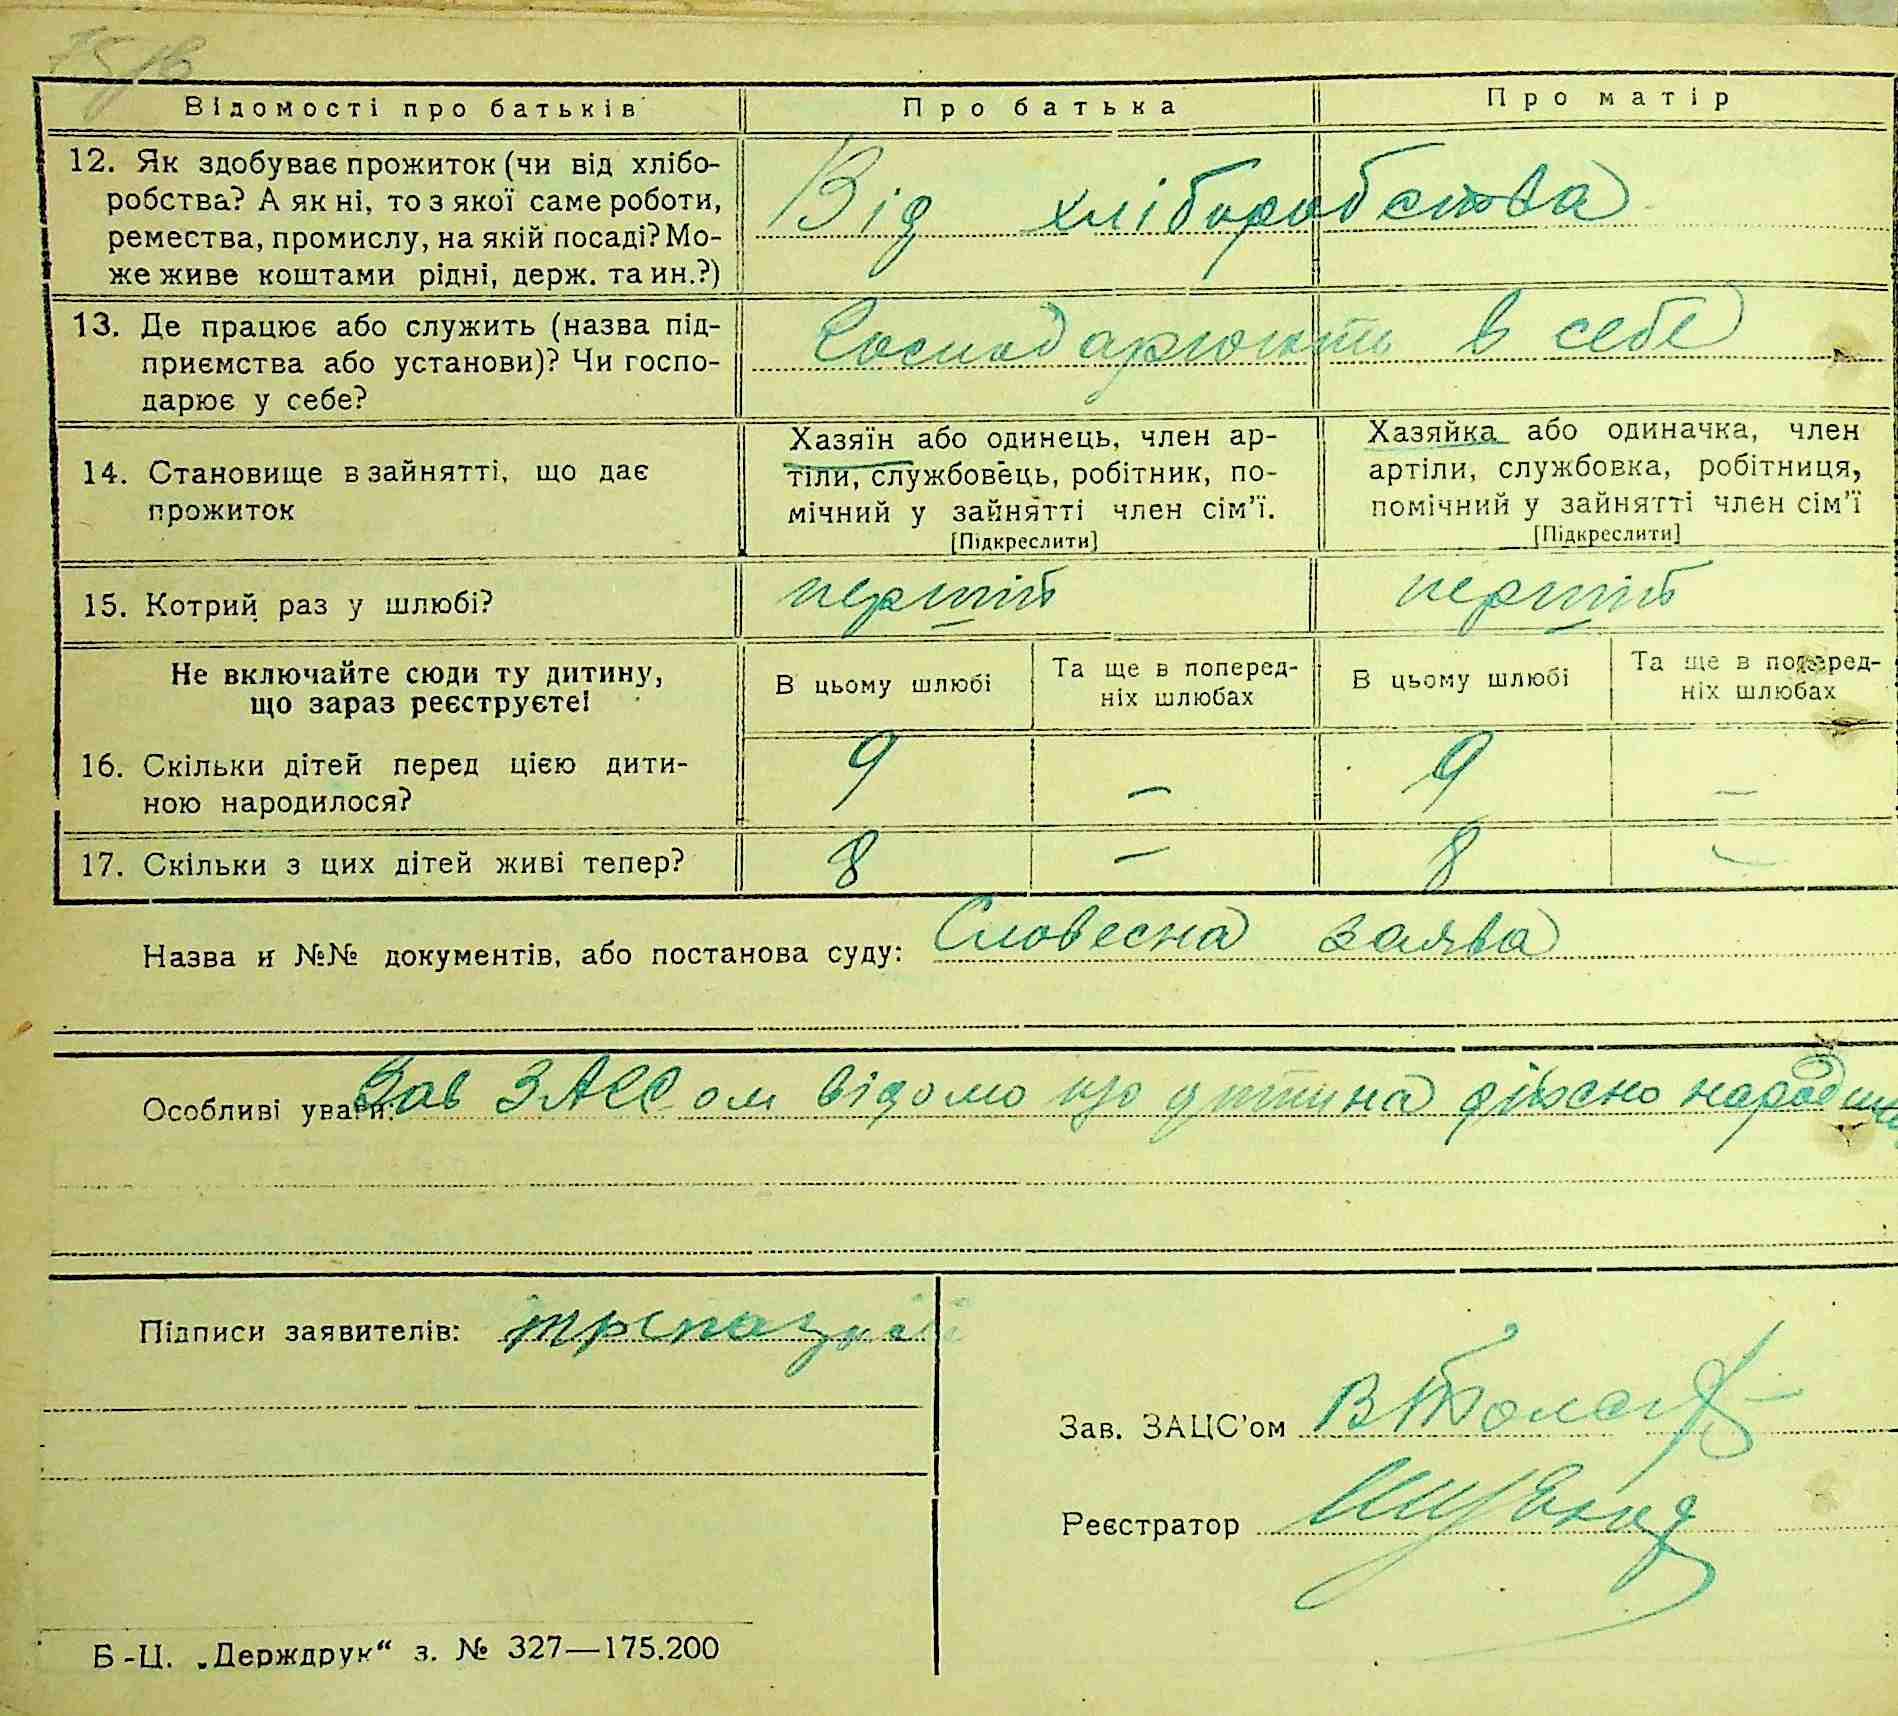 Відомості про батьків Про батька Про матір
12. Як здобуває прожиток (чи від хлібо-
робства? А як ні, то з якої саме роботи,
ремества, промислу, на якій посаді? Мо-
же живе коштами рідні, держ. та ин.?)
Від хліборобства
13. Де працює або служить (назва під-
приємства або установи)? Чи госпо-
дарює у себе?
Господарюють в себе
14. Становище в зайнятті, що дає
прожиток
Хазяїн або одинець, член ар-
тіли, службовець, робітник, по-
мічний у зайнятті член сім'ї.
[Підкреслити]
Хазяйка або одиначка, член
артіли, службовка, робітниця,
помічний у зайнятті член сім'ї
[Підкреслити]
15. Котрий раз у шлюбі? перший перший
Не включайте сюди ту дитину,
що зараз реєструєте!
В цьому шлюбі
Та ще в поперед-
ніх шлюбах
В цьому шлюбі
Та ще в поперед-
ніх шлюбах
16. Скільки дітей перед цією дити-
ною народилося?
9 — 9 —
17. Скільки з цих дітей живі тепер? 8 — 8 —
Назва и №№ документів, або постанова суду: Словесна заява
Особливі уваги: Зав ЗАГСом відомо що дитина дійсно
Підписи заявителів:
Зав. ЗАЦС'ом
Реєстратор
Б-Ц. „Держдрук“ з. № 327—175.200